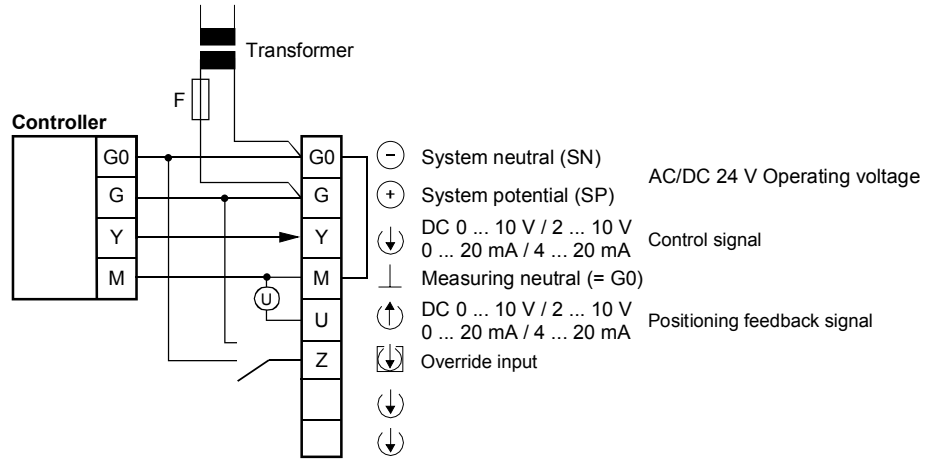 Transformer
F
Controller
G0 G0 System neutral (SN)
AC/DC 24 V Operating voltage
G G System potential (SP)
Y Y DC 0 ... 10 V / 2 ... 10 V
0 ... 20 mA / 4 ... 20 mA
Control signal
M M Measuring neutral (= G0)
U
U DC 0 ... 10 V / 2 ... 10 V
0 ... 20 mA / 4 ... 20 mA
Positioning feedback signal
Z Override input